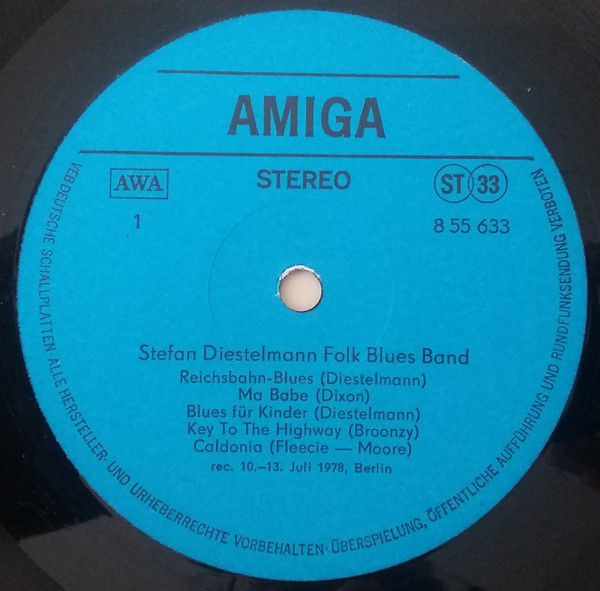 AMIGA
AWA
STEREO
ST 33
1
8 55 633
Stefan Diestelmann Folk Blues Band
Reichsbahn-Blues (Diestelmann)
Ma Babe (Dixon)
Blues für Kinder (Diestelmann)
Key To The Highway (Broonzy)
Caldonia (Fleecie — Moore)
rec. 10.–13. Juli 1978, Berlin
VEB DEUTSCHE SCHALLPLATTEN · ALLE HERSTELLER- UND URHEBERRECHTE VORBEHALTEN · ÜBERSPIELUNG, ÖFFENTLICHE AUFFÜHRUNG UND RUNDFUNKSENDUNG VERBOTEN